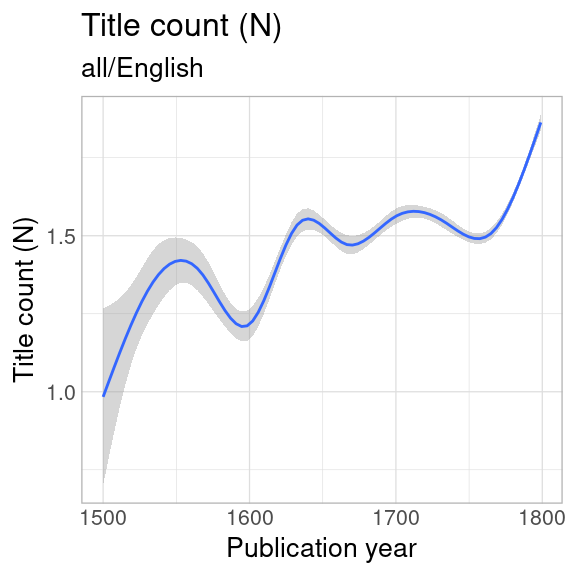 Title count (N)
all/English
Title count (N)
1.5
1.0
1500
1600
1700
1800
Publication year